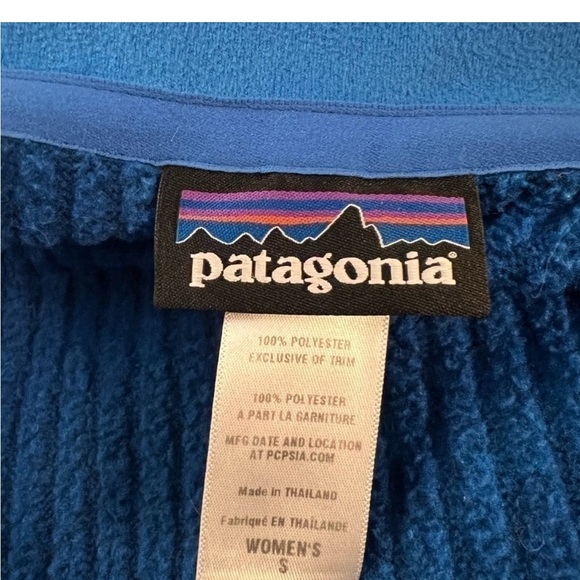 patagonia®
100% POLYESTER
EXCLUSIVE OF TRIM
100% POLYESTER
À PART LA GARNITURE
MFG DATE AND LOCATION
AT PCPSIA.COM
Made in THAILAND
Fabriqué EN THAÏLANDE
WOMEN'S
S